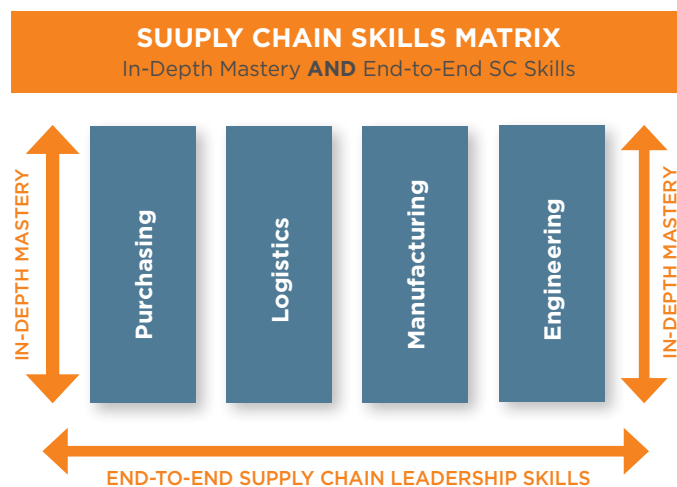 SUUPLY CHAIN SKILLS MATRIX
In-Depth Mastery AND End-to-End SC Skills
IN-DEPTH MASTERY
Purchasing
Logistics
Manufacturing
Engineering
IN-DEPTH MASTERY
END-TO-END SUPPLY CHAIN LEADERSHIP SKILLS